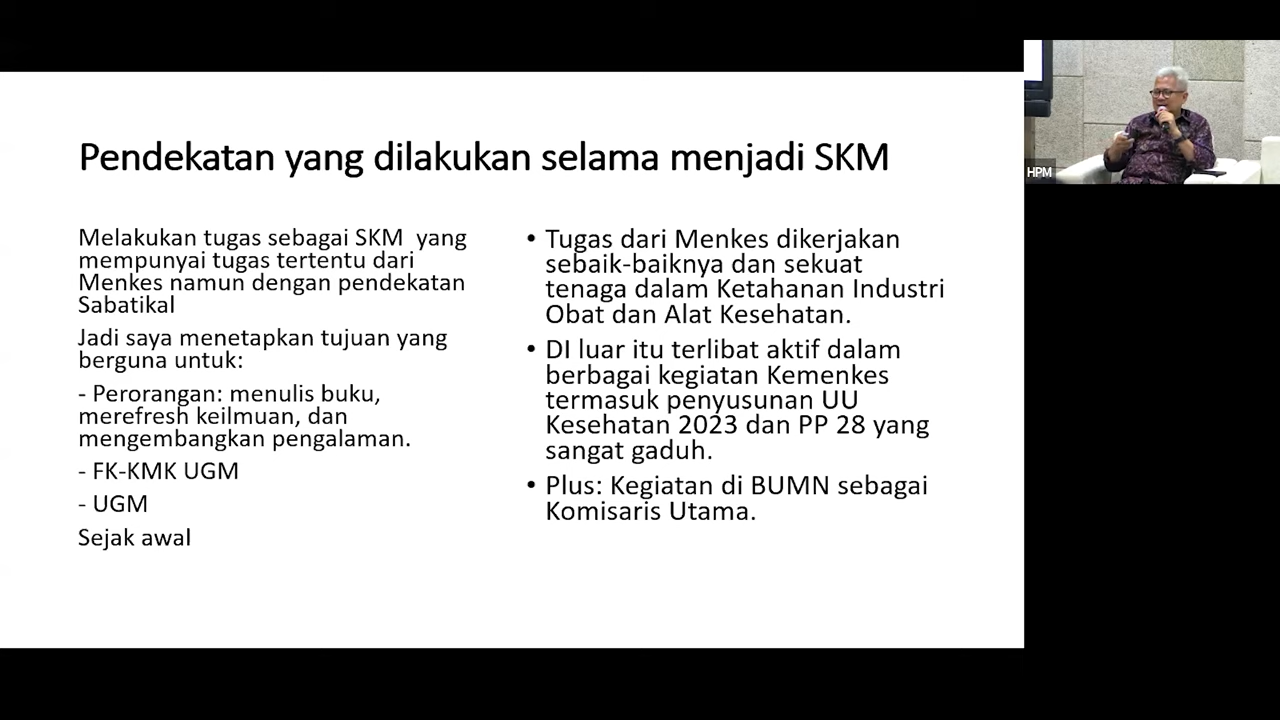 Pendekatan yang dilakukan selama menjadi SKM
Melakukan tugas sebagai SKM yang
mempunyai tugas tertentu dari
Menkes namun dengan pendekatan
Sabatikal
Jadi saya menetapkan tujuan yang
berguna untuk:
- Perorangan: menulis buku,
merefresh keilmuan, dan
mengembangkan pengalaman.
- FK-KMK UGM
- UGM
Sejak awal
• Tugas dari Menkes dikerjakan
sebaik-baiknya dan sekuat
tenaga dalam Ketahanan Industri
Obat dan Alat Kesehatan.
• DI luar itu terlibat aktif dalam
berbagai kegiatan Kemenkes
termasuk penyusunan UU
Kesehatan 2023 dan PP 28 yang
sangat gaduh.
• Plus: Kegiatan di BUMN sebagai
Komisaris Utama.
HPM